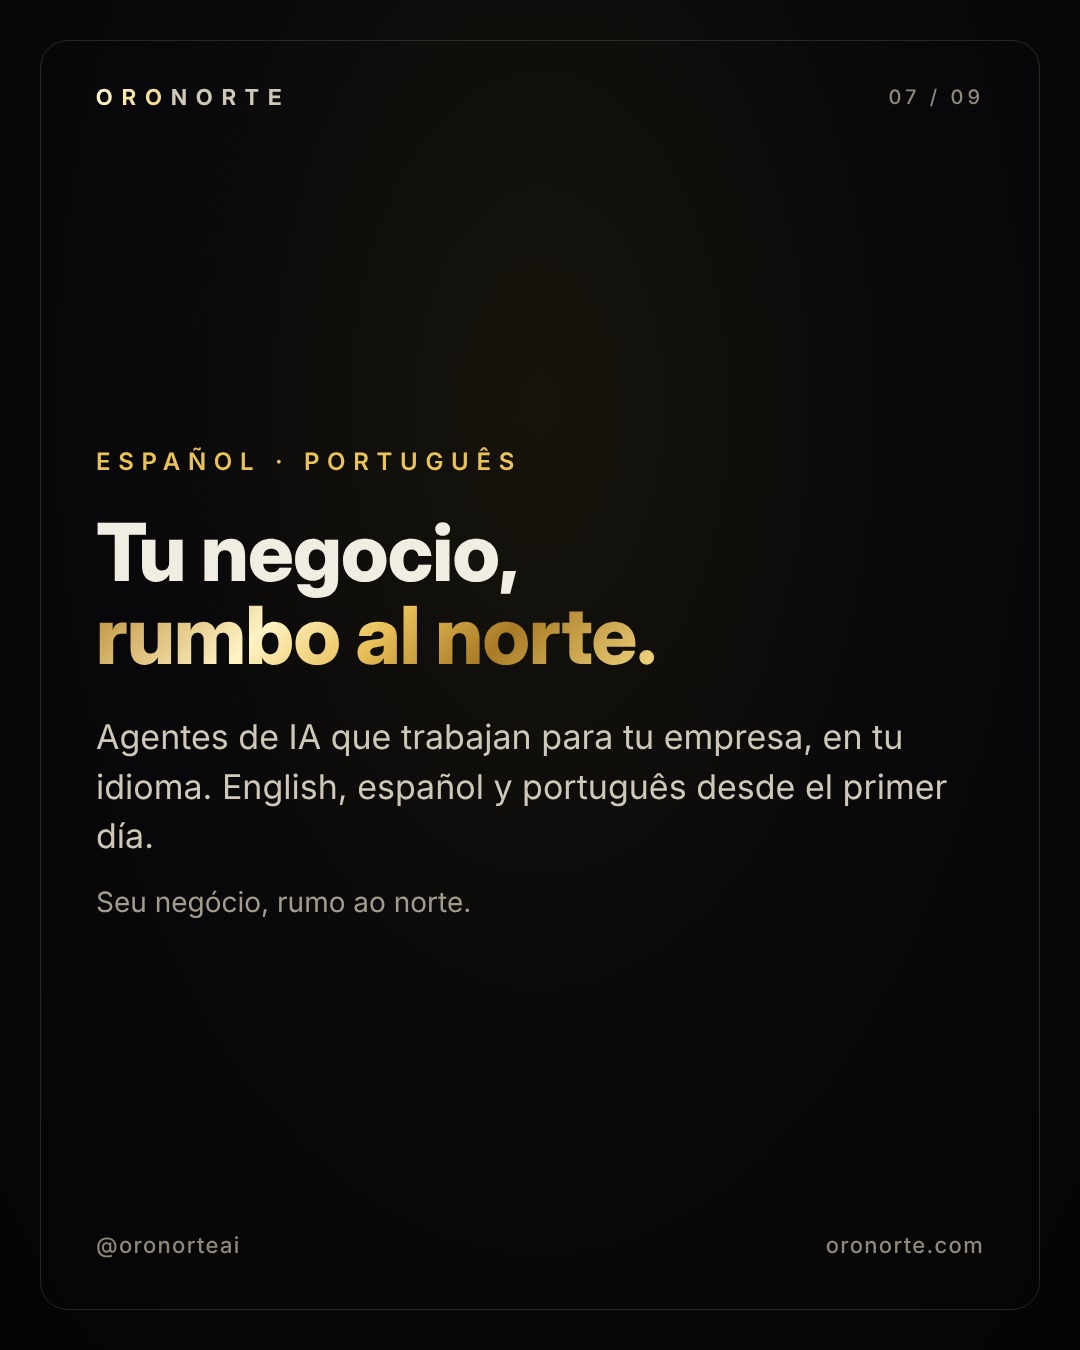 ORONORTE
07 / 09
ESPAÑOL · PORTUGUÊS
Tu negocio,
rumbo al norte.
Agentes de IA que trabajan para tu empresa, en tu
idioma. English, español y português desde el primer
día.
Seu negócio, rumo ao norte.
@oronorteai
oronorte.com